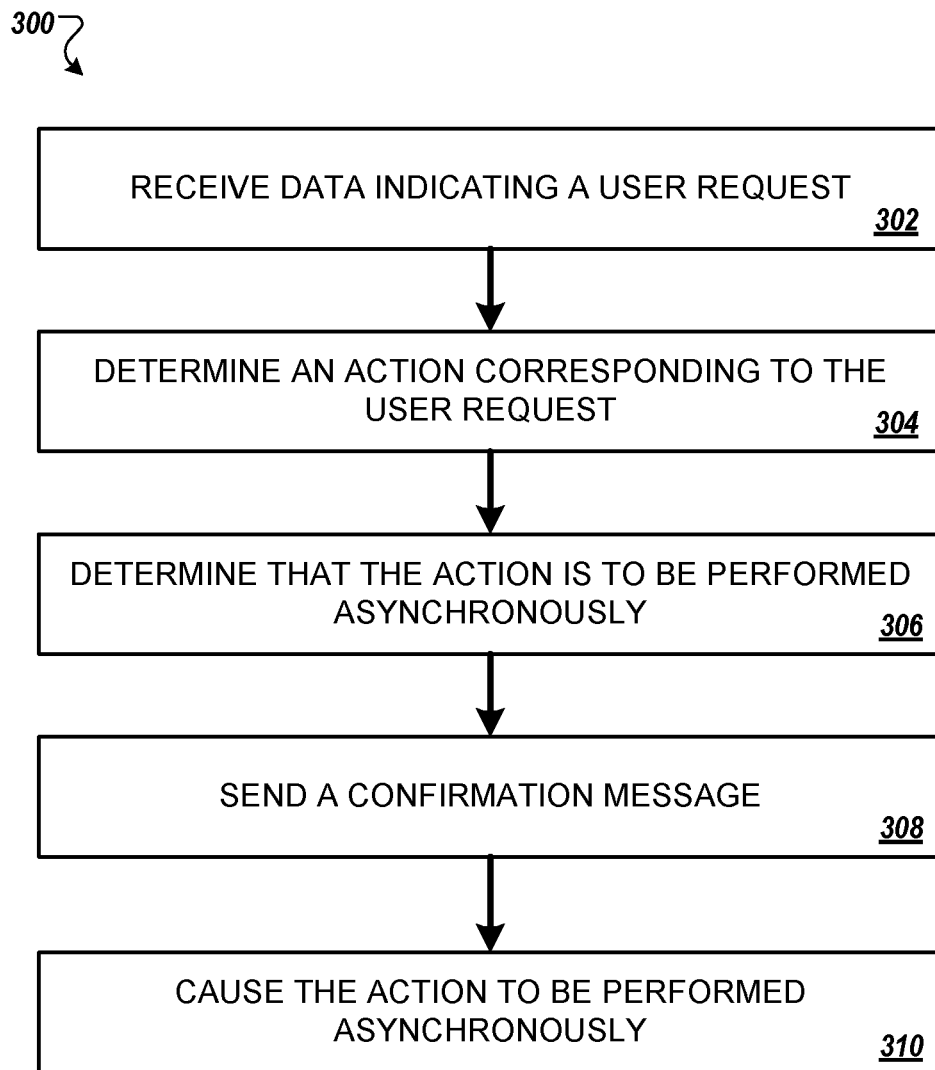 300
RECEIVE DATA INDICATING A USER REQUEST
302
DETERMINE AN ACTION CORRESPONDING TO THE
USER REQUEST
304
DETERMINE THAT THE ACTION IS TO BE PERFORMED
ASYNCHRONOUSLY
306
SEND A CONFIRMATION MESSAGE
308
CAUSE THE ACTION TO BE PERFORMED
ASYNCHRONOUSLY
310